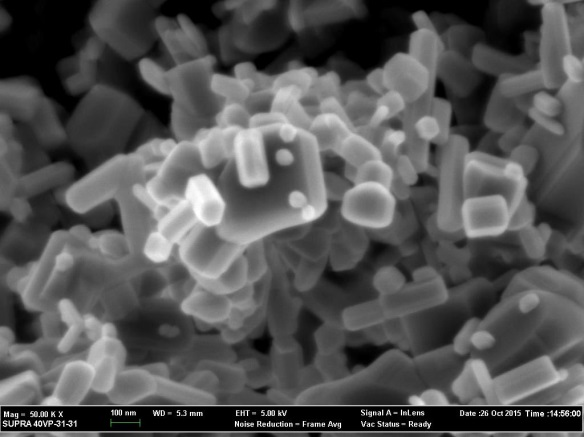 Mag = 50.00 K X 100 nm WD = 5.3 mm EHT = 5.00 kV Signal A = InLens Date :26 Oct 2015 Time :14:56:00
SUPRA 40VP-31-31 Noise Reduction = Frame Avg Vac Status = Ready